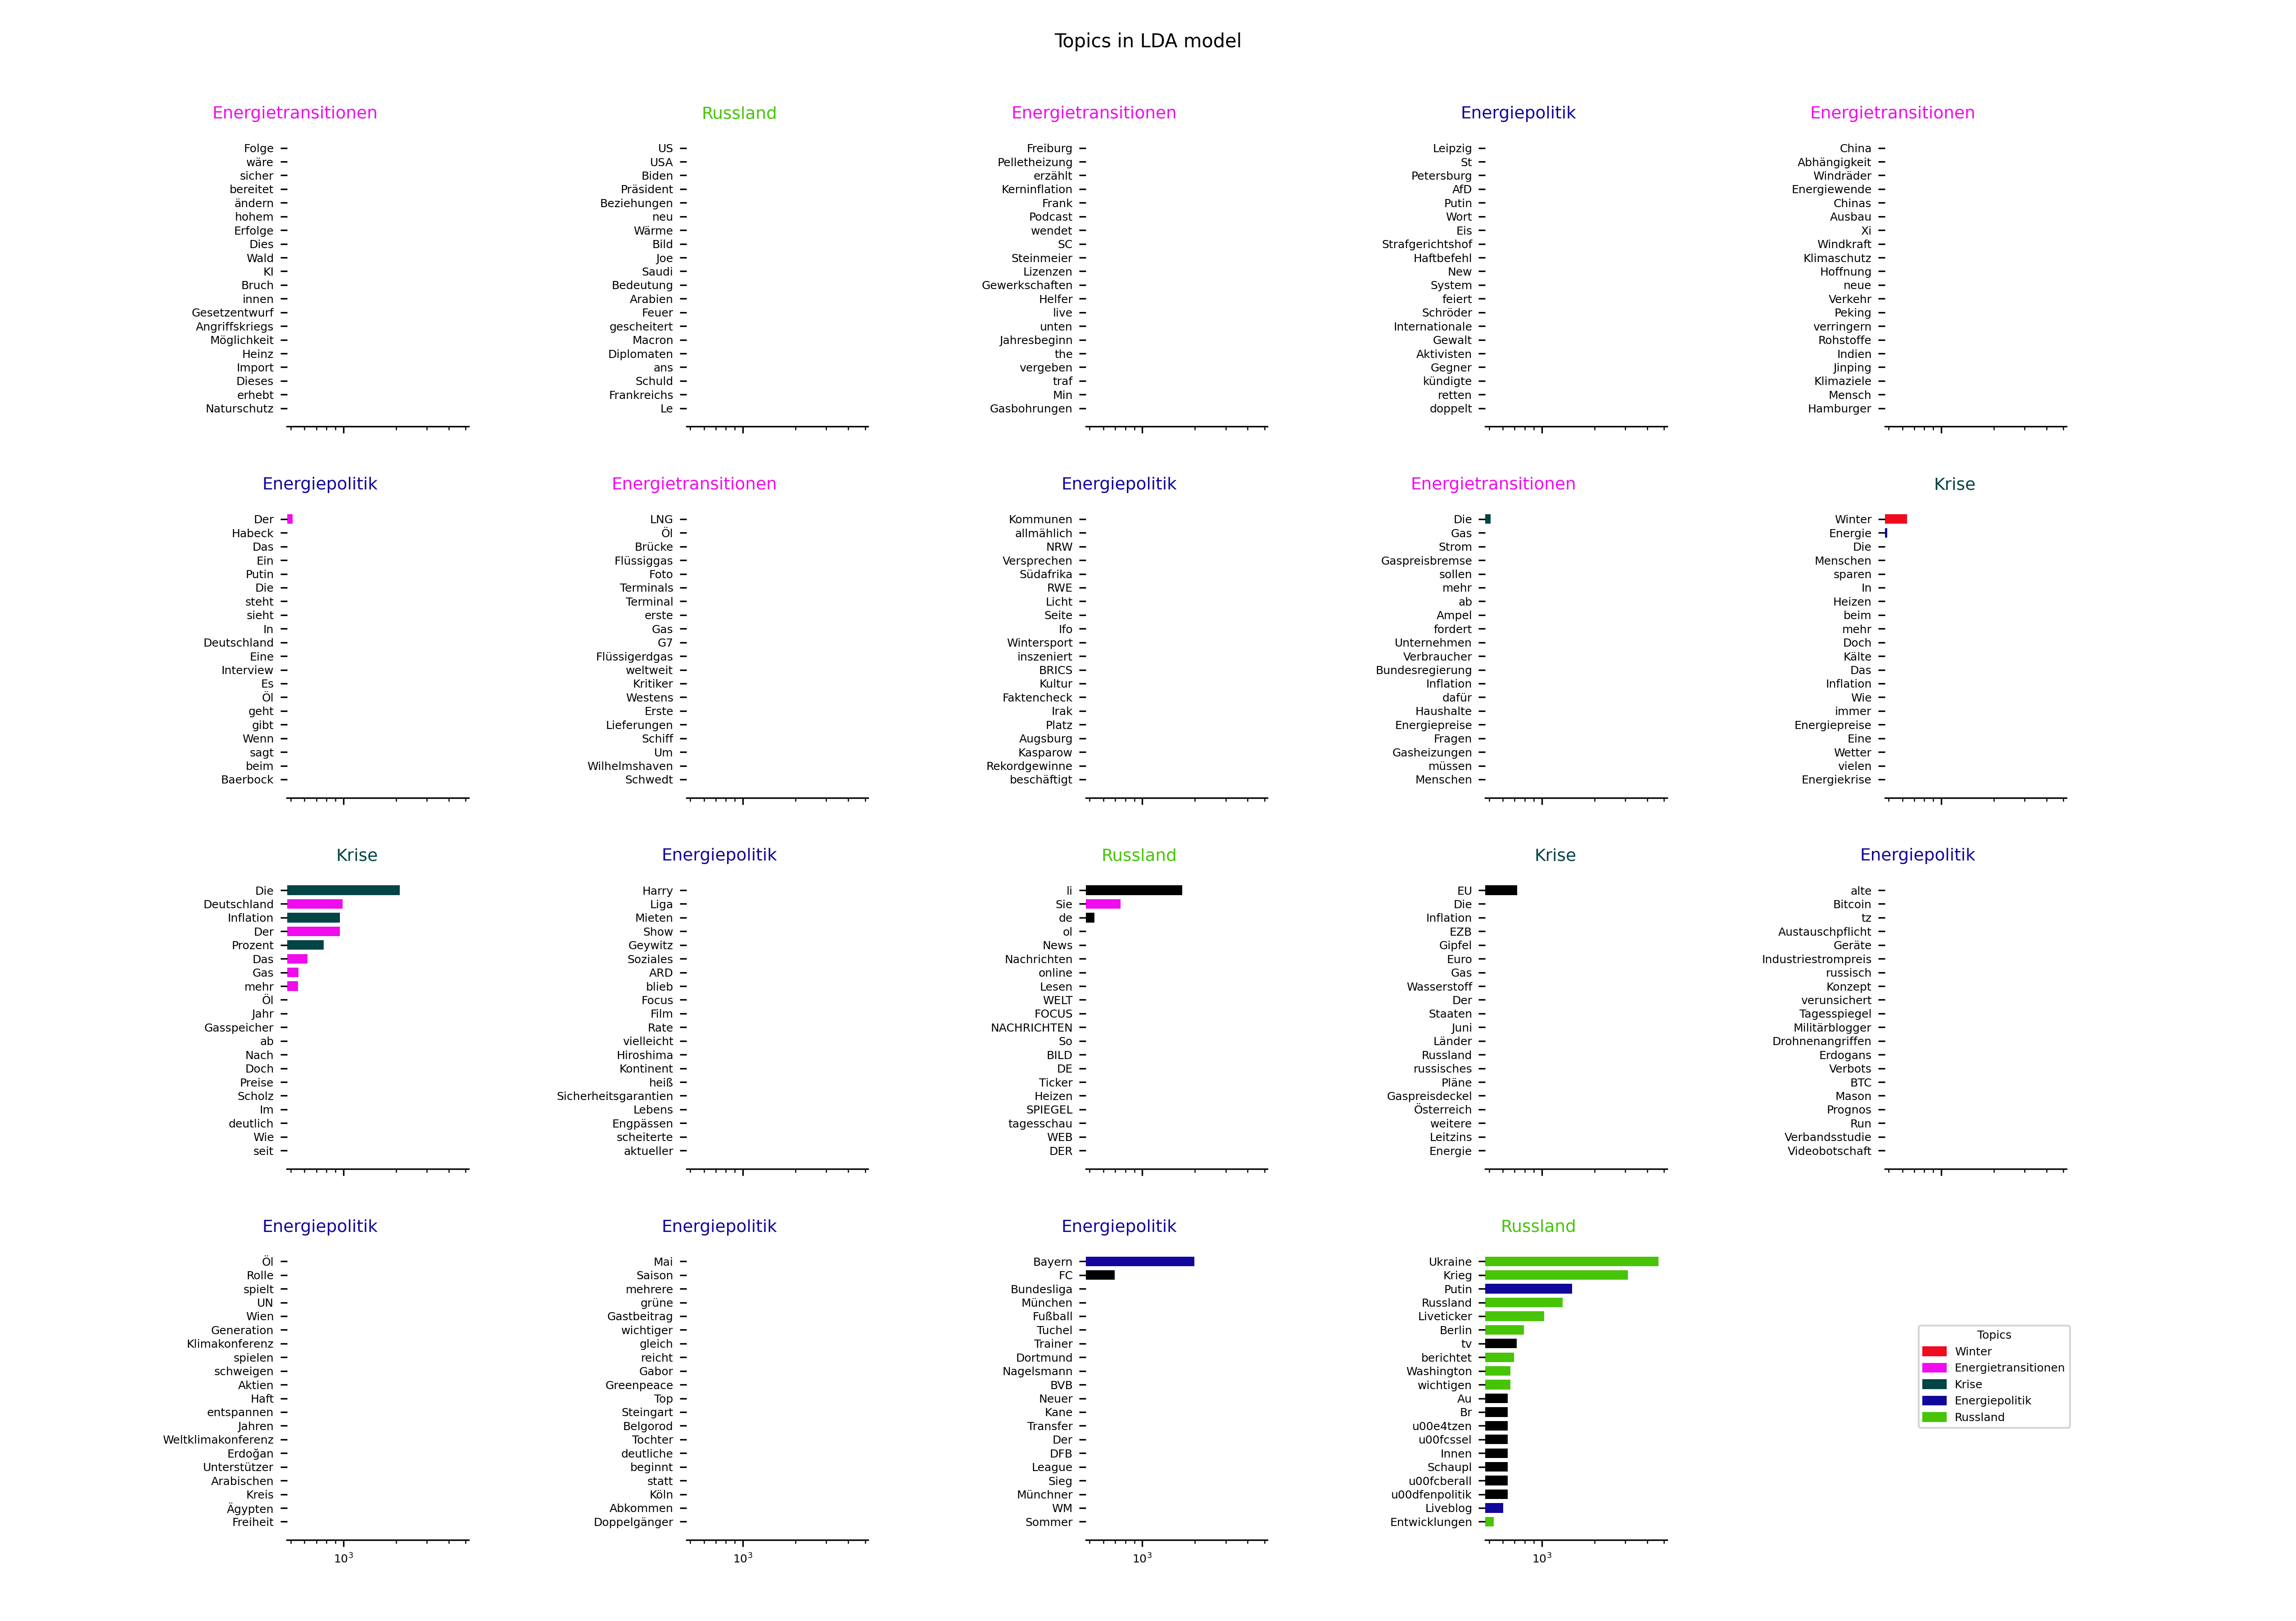 Topics in LDA model
Energietransitionen
Folge
wäre
sicher
bereitet
ändern
hohem
Erfolge
Dies
Wald
KI
Bruch
innen
Gesetzentwurf
Angriffskriegs
Möglichkeit
Heinz
Import
Dieses
erhebt
Naturschutz
Russland
US
USA
Biden
Präsident
Beziehungen
neu
Wärme
Bild
Joe
Saudi
Bedeutung
Arabien
Feuer
gescheitert
Macron
Diplomaten
ans
Schuld
Frankreichs
Le
Energietransitionen
Freiburg
Pelletheizung
erzählt
Kerninflation
Frank
Podcast
wendet
SC
Steinmeier
Lizenzen
Gewerkschaften
Helfer
live
unten
Jahresbeginn
the
vergeben
traf
Min
Gasbohrungen
Energiepolitik
Leipzig
St
Petersburg
AfD
Putin
Wort
Eis
Strafgerichtshof
Haftbefehl
New
System
feiert
Schröder
Internationale
Gewalt
Aktivisten
Gegner
kündigte
retten
doppelt
Energietransitionen
China
Abhängigkeit
Windräder
Energiewende
Chinas
Ausbau
Xi
Windkraft
Klimaschutz
Hoffnung
neue
Verkehr
Peking
verringern
Rohstoffe
Indien
Jinping
Klimaziele
Mensch
Hamburger
Energiepolitik
Der
Habeck
Das
Ein
Putin
Die
steht
sieht
In
Deutschland
Eine
Interview
Es
Öl
geht
gibt
Wenn
sagt
beim
Baerbock
Energietransitionen
LNG
Öl
Brücke
Flüssiggas
Foto
Terminals
Terminal
erste
Gas
G7
Flüssigerdgas
weltweit
Kritiker
Westens
Erste
Lieferungen
Schiff
Um
Wilhelmshaven
Schwedt
Energiepolitik
Kommunen
allmählich
NRW
Versprechen
Südafrika
RWE
Licht
Seite
Ifo
Wintersport
inszeniert
BRICS
Kultur
Faktencheck
Irak
Platz
Augsburg
Kasparow
Rekordgewinne
beschäftigt
Energietransitionen
Die
Gas
Strom
Gaspreisbremse
sollen
mehr
ab
Ampel
fordert
Unternehmen
Verbraucher
Bundesregierung
Inflation
dafür
Haushalte
Energiepreise
Fragen
Gasheizungen
müssen
Menschen
Krise
Winter
Energie
Die
Menschen
sparen
In
Heizen
beim
mehr
Doch
Kälte
Das
Inflation
Wie
immer
Energiepreise
Eine
Wetter
vielen
Energiekrise
Krise
Die
Deutschland
Inflation
Der
Prozent
Das
Gas
mehr
Öl
Jahr
Gasspeicher
ab
Nach
Doch
Preise
Scholz
Im
deutlich
Wie
seit
Energiepolitik
Harry
Liga
Mieten
Show
Geywitz
Soziales
ARD
blieb
Focus
Film
Rate
vielleicht
Hiroshima
Kontinent
heiß
Sicherheitsgarantien
Lebens
Engpässen
scheiterte
aktueller
Russland
li
Sie
de
ol
News
Nachrichten
online
Lesen
WELT
FOCUS
NACHRICHTEN
So
BILD
DE
Ticker
Heizen
SPIEGEL
tagesschau
WEB
DER
Krise
EU
Die
Inflation
EZB
Gipfel
Euro
Gas
Wasserstoff
Der
Staaten
Juni
Länder
Russland
russisches
Pläne
Gaspreisdeckel
Österreich
weitere
Leitzins
Energie
Energiepolitik
alte
Bitcoin
tz
Austauschpflicht
Geräte
Industriestrompreis
russisch
Konzept
verunsichert
Tagesspiegel
Militärblogger
Drohnenangriffen
Erdogans
Verbots
BTC
Mason
Prognos
Run
Verbandsstudie
Videobotschaft
Energiepolitik
Öl
Rolle
spielt
UN
Wien
Generation
Klimakonferenz
spielen
schweigen
Aktien
Haft
entspannen
Jahren
Weltklimakonferenz
Erdoğan
Unterstützer
Arabischen
Kreis
Ägypten
Freiheit
10³
Energiepolitik
Mai
Saison
mehrere
grüne
Gastbeitrag
wichtiger
gleich
reicht
Gabor
Greenpeace
Top
Steingart
Belgorod
Tochter
deutliche
beginnt
statt
Köln
Abkommen
Doppelgänger
10³
Energiepolitik
Bayern
FC
Bundesliga
München
Fußball
Tuchel
Trainer
Dortmund
Nagelsmann
BVB
Neuer
Kane
Transfer
Der
DFB
League
Sieg
Münchner
WM
Sommer
10³
Russland
Ukraine
Krieg
Putin
Russland
Liveticker
Berlin
tv
berichtet
Washington
wichtigen
Au
Br
u00e4tzen
u00fcssel
Innen
Schaupl
u00fcberall
u00dfenpolitik
Liveblog
Entwicklungen
10³
Topics
Winter
Energietransitionen
Krise
Energiepolitik
Russland